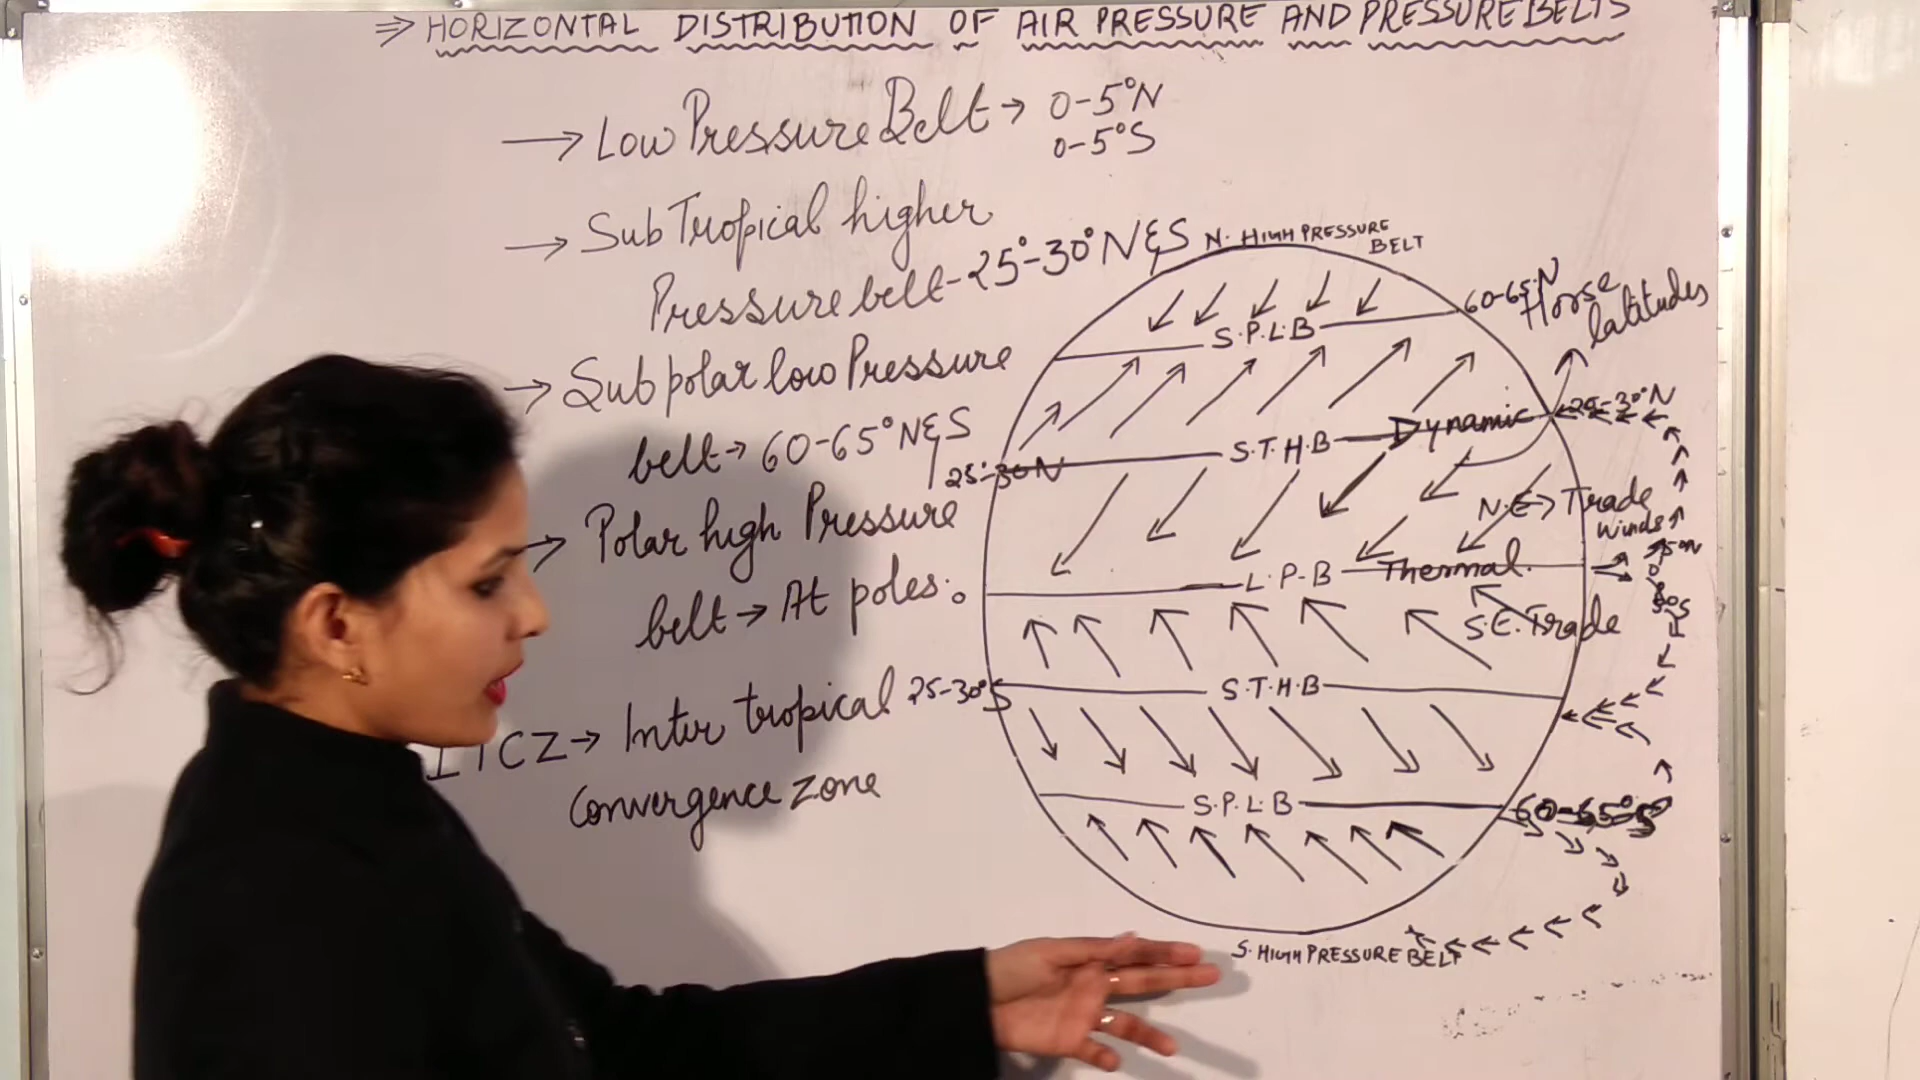 ⇒ HORIZONTAL DISTRIBUTION OF AIR PRESSURE AND PRESSURE BELTS
→ Low Pressure Belt → 0-5°N
0-5°S
→ Sub Tropical higher
Pressure belt-25°-30° N & S
→ Sub polar low Pressure
belt → 60-65° N & S
→ Polar high Pressure
belt → At poles.
ITCZ → Inter tropical
Convergence zone
N. HIGH PRESSURE
BELT
60-65°N
Horse
latitudes
S.P.L.B
25-30°N
S.T.H.B Dynamic
25°-30N
N.E → Trade
winds
5°N
0°
L.P-B Thermal.
5°S
S.E. Trade
25-30°S
S.T.H.B
S.P.L.B
60-65°S
S. HIGH PRESSURE BELT